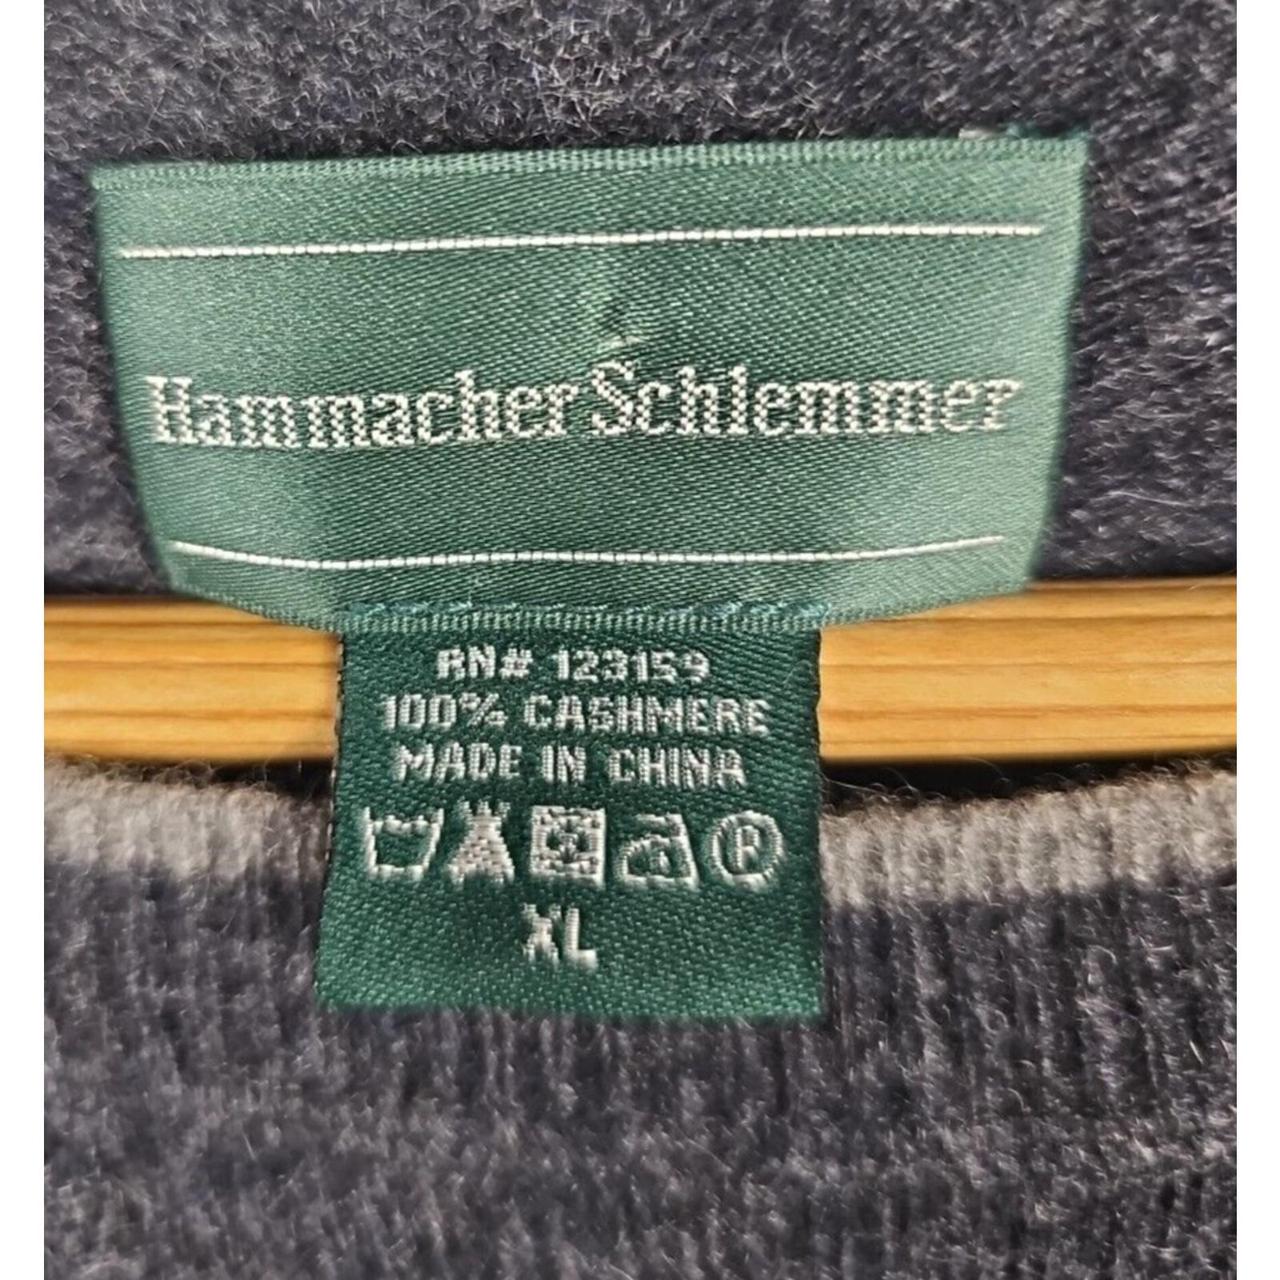 Hammacher Schlemmer
RN# 123159
100% CASHMERE
MADE IN CHINA
P
XL